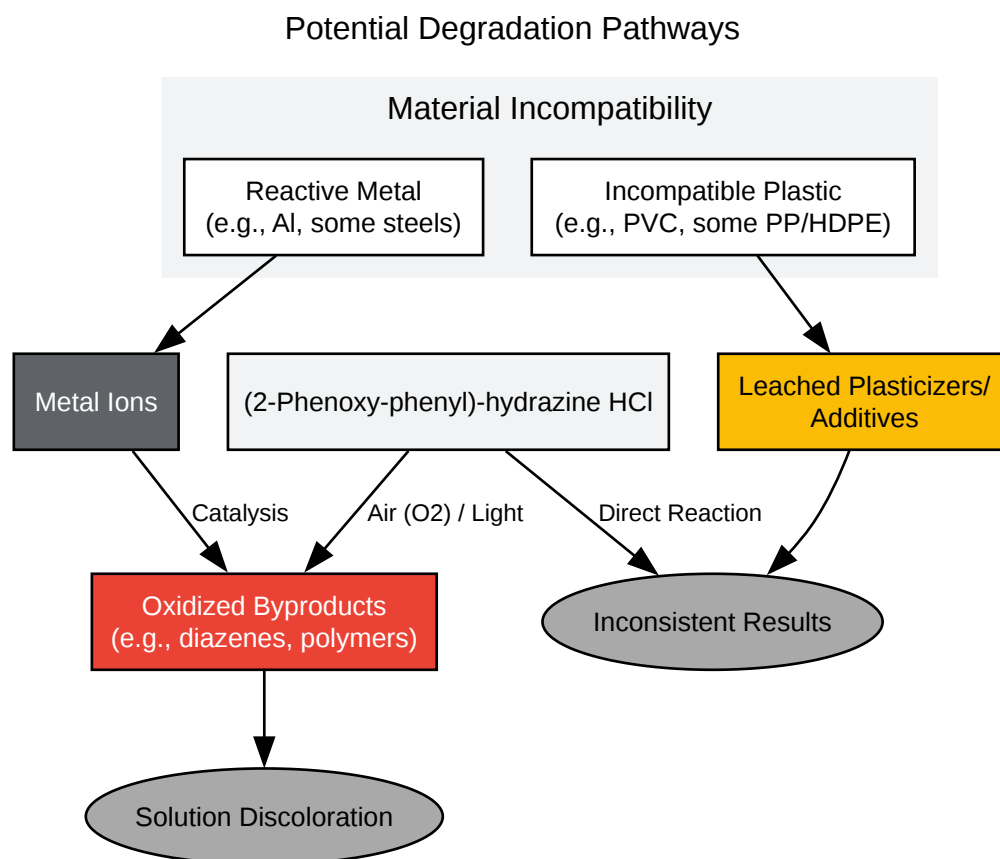 Potential Degradation Pathways
Material Incompatibility
Reactive Metal
(e.g., Al, some steels)
Incompatible Plastic
(e.g., PVC, some PP/HDPE)
Metal Ions
(2-Phenoxy-phenyl)-hydrazine HCl
Leached Plasticizers/
Additives
Catalysis
Air (O2) / Light
Direct Reaction
Oxidized Byproducts
(e.g., diazenes, polymers)
Inconsistent Results
Solution Discoloration